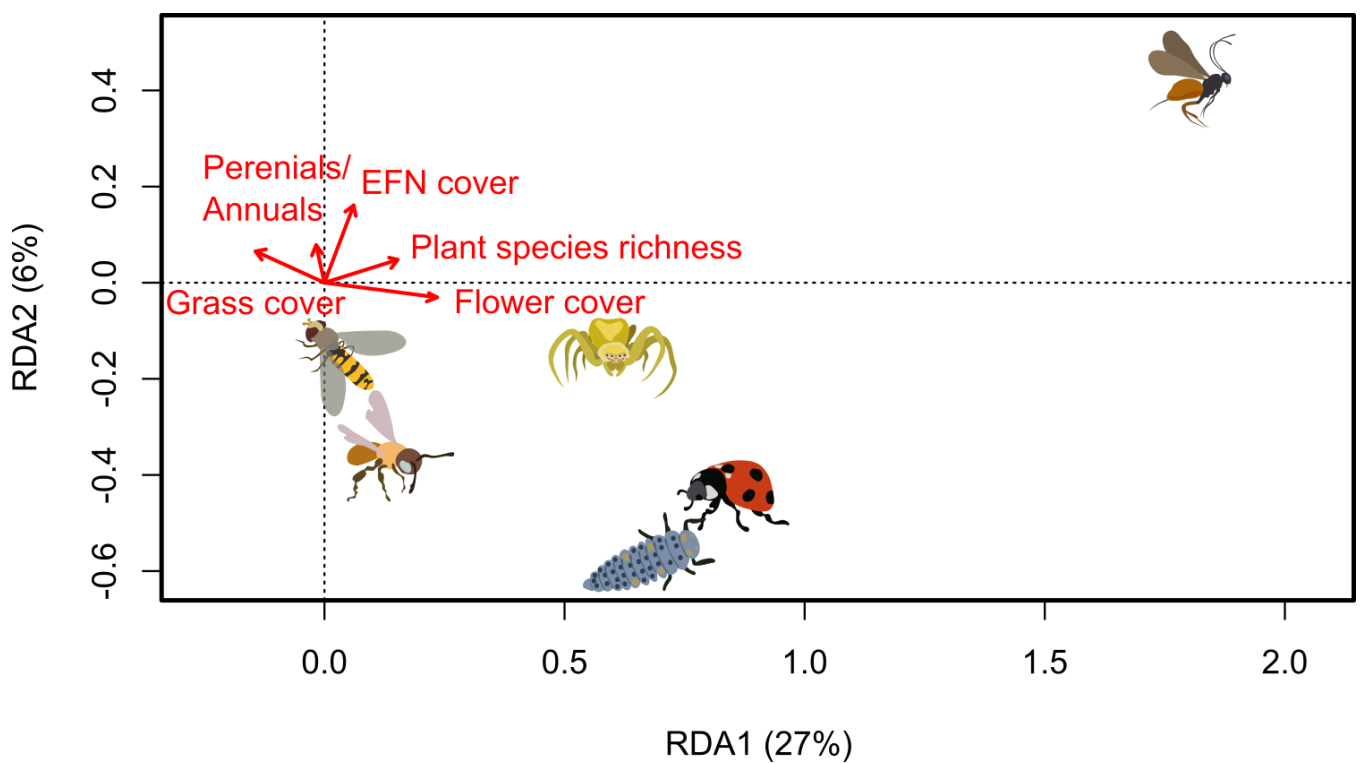 0.4
0.2
0.0
-0.2
-0.4
-0.6
RDA2 (6%)
Perenials/
Annuals
EFN cover
Plant species richness
Grass cover
Flower cover
0.0 0.5 1.0 1.5 2.0
RDA1 (27%)